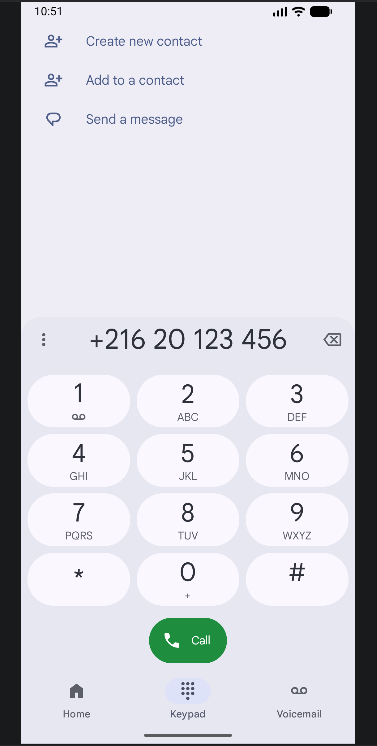 10:51
Create new contact
Add to a contact
Send a message
+216 20 123 456
1 2 3
ABC DEF
4 5 6
GHI JKL MNO
7 8 9
PQRS TUV WXYZ
* 0 #
+
Call
Home Keypad Voicemail